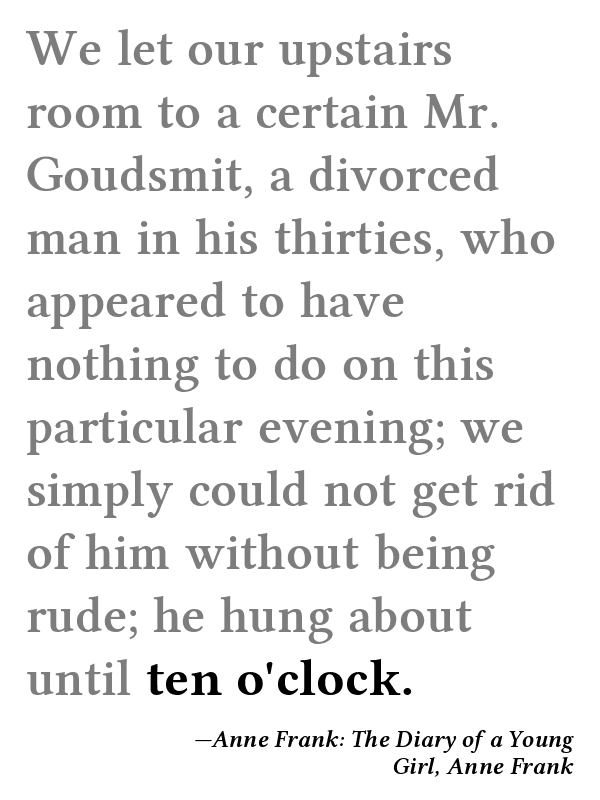 We let our upstairs
room to a certain Mr.
Goudsmit, a divorced
man in his thirties, who
appeared to have
nothing to do on this
particular evening; we
simply could not get rid
of him without being
rude; he hung about
until ten o'clock.
—Anne Frank: The Diary of a Young
Girl, Anne Frank